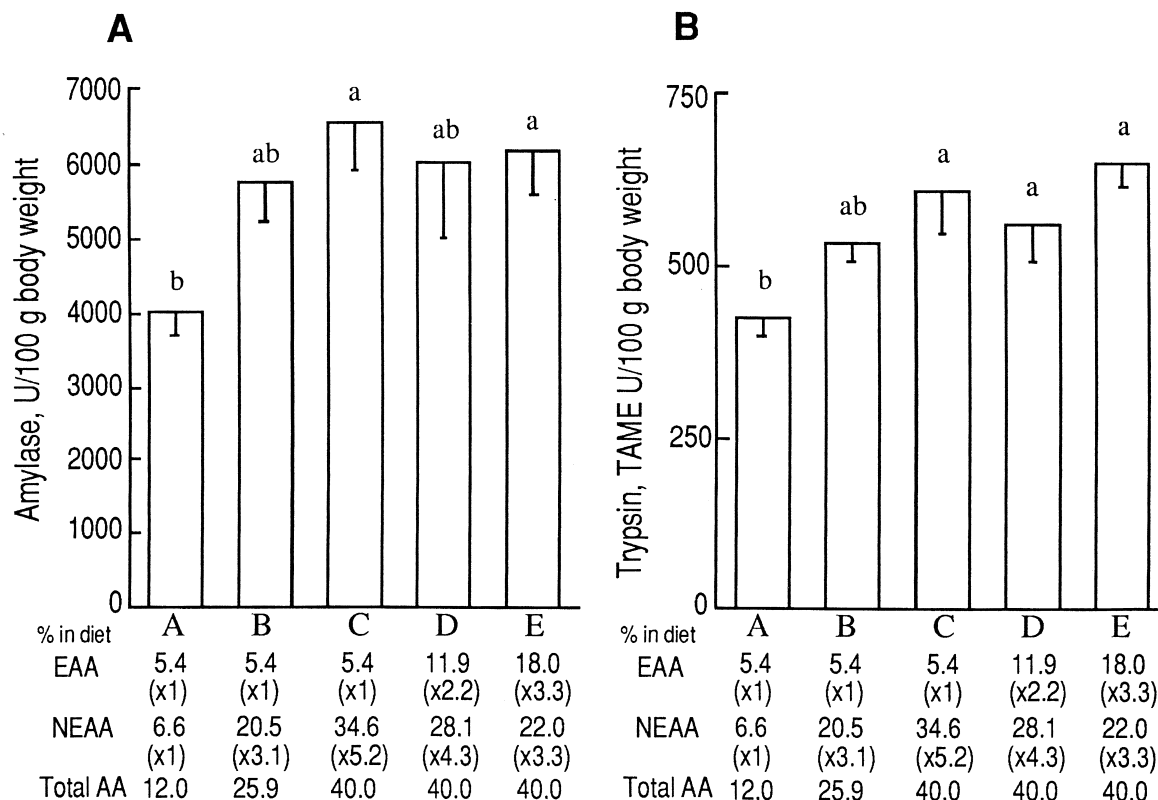 A
Amylase, U/100 g body weight
7000
6000
5000
4000
3000
2000
1000
0
b
ab
a
ab
a
% in diet A B C D E
EAA 5.4 5.4 5.4 11.9 18.0
(x1) (x1) (x1) (x2.2) (x3.3)
NEAA 6.6 20.5 34.6 28.1 22.0
(x1) (x3.1) (x5.2) (x4.3) (x3.3)
Total AA 12.0 25.9 40.0 40.0 40.0
B
Trypsin, TAME U/100 g body weight
750
500
250
0
b
ab
a
a
a
% in diet A B C D E
EAA 5.4 5.4 5.4 11.9 18.0
(x1) (x1) (x1) (x2.2) (x3.3)
NEAA 6.6 20.5 34.6 28.1 22.0
(x1) (x3.1) (x5.2) (x4.3) (x3.3)
Total AA 12.0 25.9 40.0 40.0 40.0